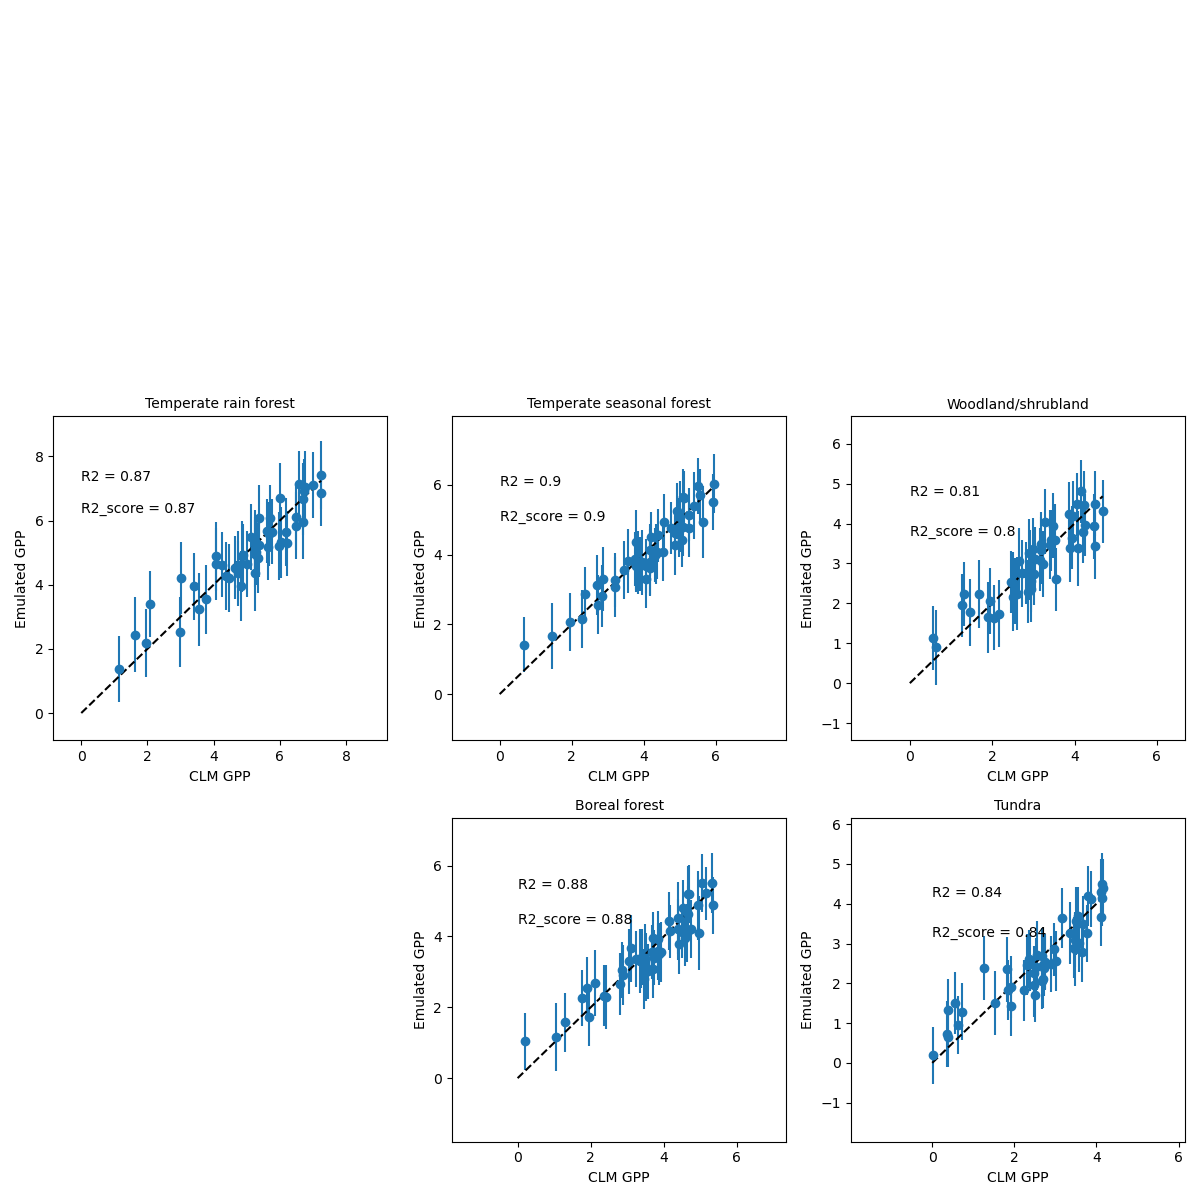 Temperate rain forest
R2 = 0.87
R2_score = 0.87
8
6
4
2
0
Emulated GPP
0 2 4 6 8
CLM GPP
Temperate seasonal forest
R2 = 0.9
R2_score = 0.9
6
4
2
0
Emulated GPP
0 2 4 6
CLM GPP
Woodland/shrubland
R2 = 0.81
R2_score = 0.8
6
5
4
3
2
1
0
−1
Emulated GPP
0 2 4 6
CLM GPP
Boreal forest
R2 = 0.88
R2_score = 0.88
6
4
2
0
Emulated GPP
0 2 4 6
CLM GPP
Tundra
R2 = 0.84
R2_score = 0.84
6
5
4
3
2
1
0
−1
Emulated GPP
0 2 4 6
CLM GPP